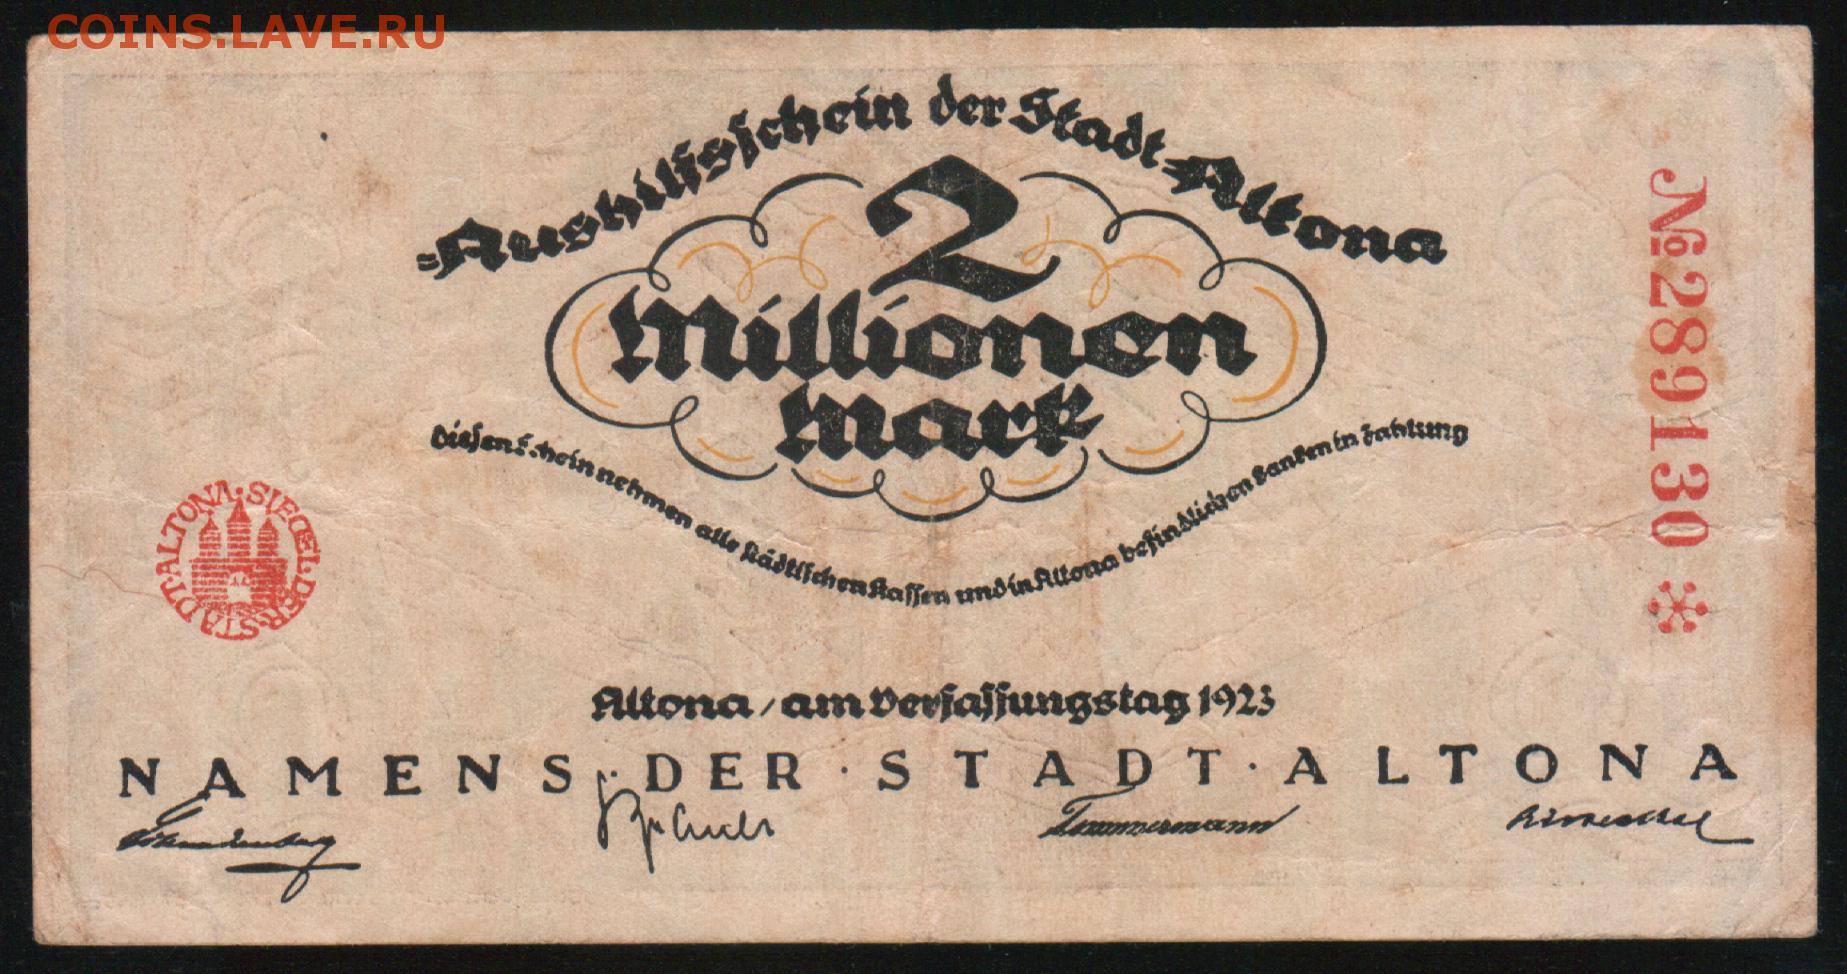 COINS.LAVE.RU
Aushilfsschein der Stadt Altona
2
Millionen
Mark
Diesen Schein nehmen alle städtischen Kassen und in Altona befindlichen Banken in Zahlung
№ 289130 *
SIEGEL·DER·STADT·ALTONA·
Altona / am Verfassungstag 1923
NAMENS·DER·STADT·ALTONA